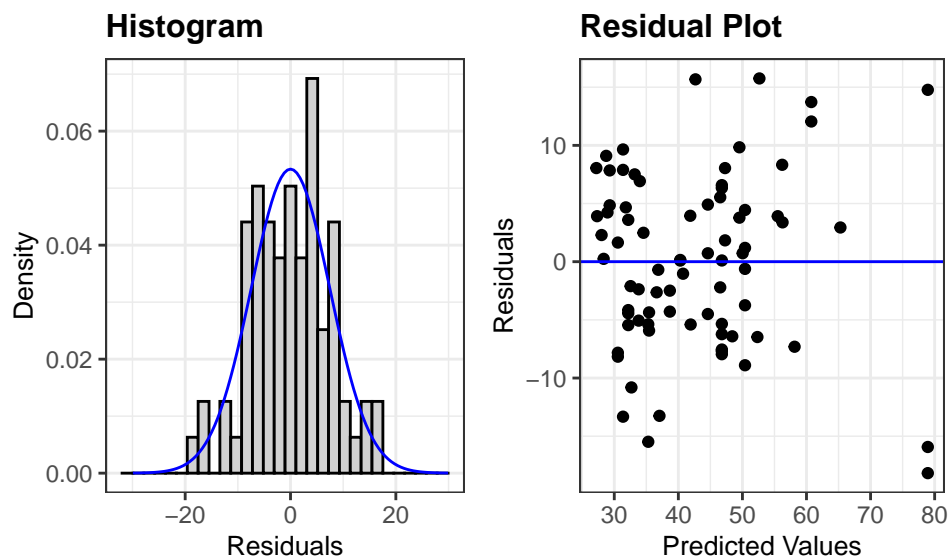 Histogram
0.06
0.04
0.02
0.00
Density
−20 0 20
Residuals
Residual Plot
10
0
−10
Residuals
30 40 50 60 70 80
Predicted Values